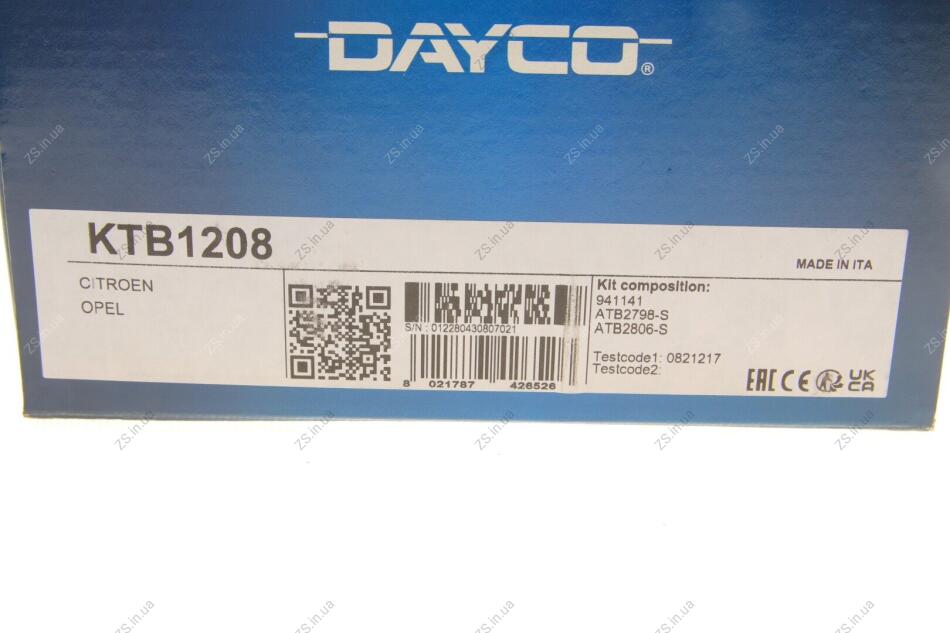 DAYCO®
KTB1208
MADE IN ITA
CITROEN
OPEL
S/N : 012280430807021
8 021787 426526
Kit composition:
941141
ATB2798-S
ATB2806-S
Testcode1: 0821217
Testcode2:
EAC CE UK
CA
ZS.in.ua